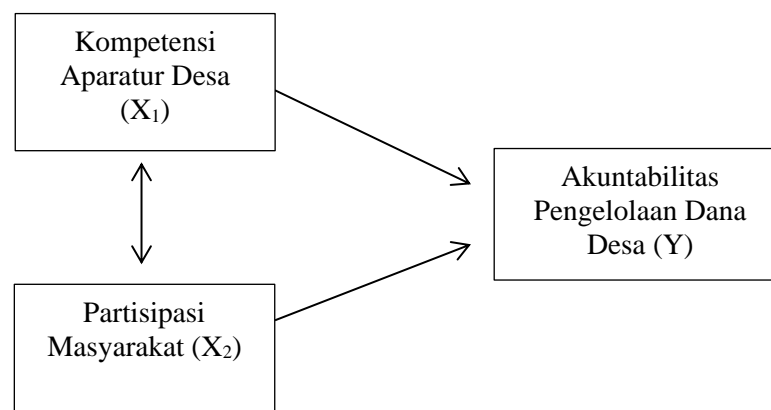 Kompetensi
Aparatur Desa
(X₁)
Akuntabilitas
Pengelolaan Dana
Desa (Y)
Partisipasi
Masyarakat (X₂)